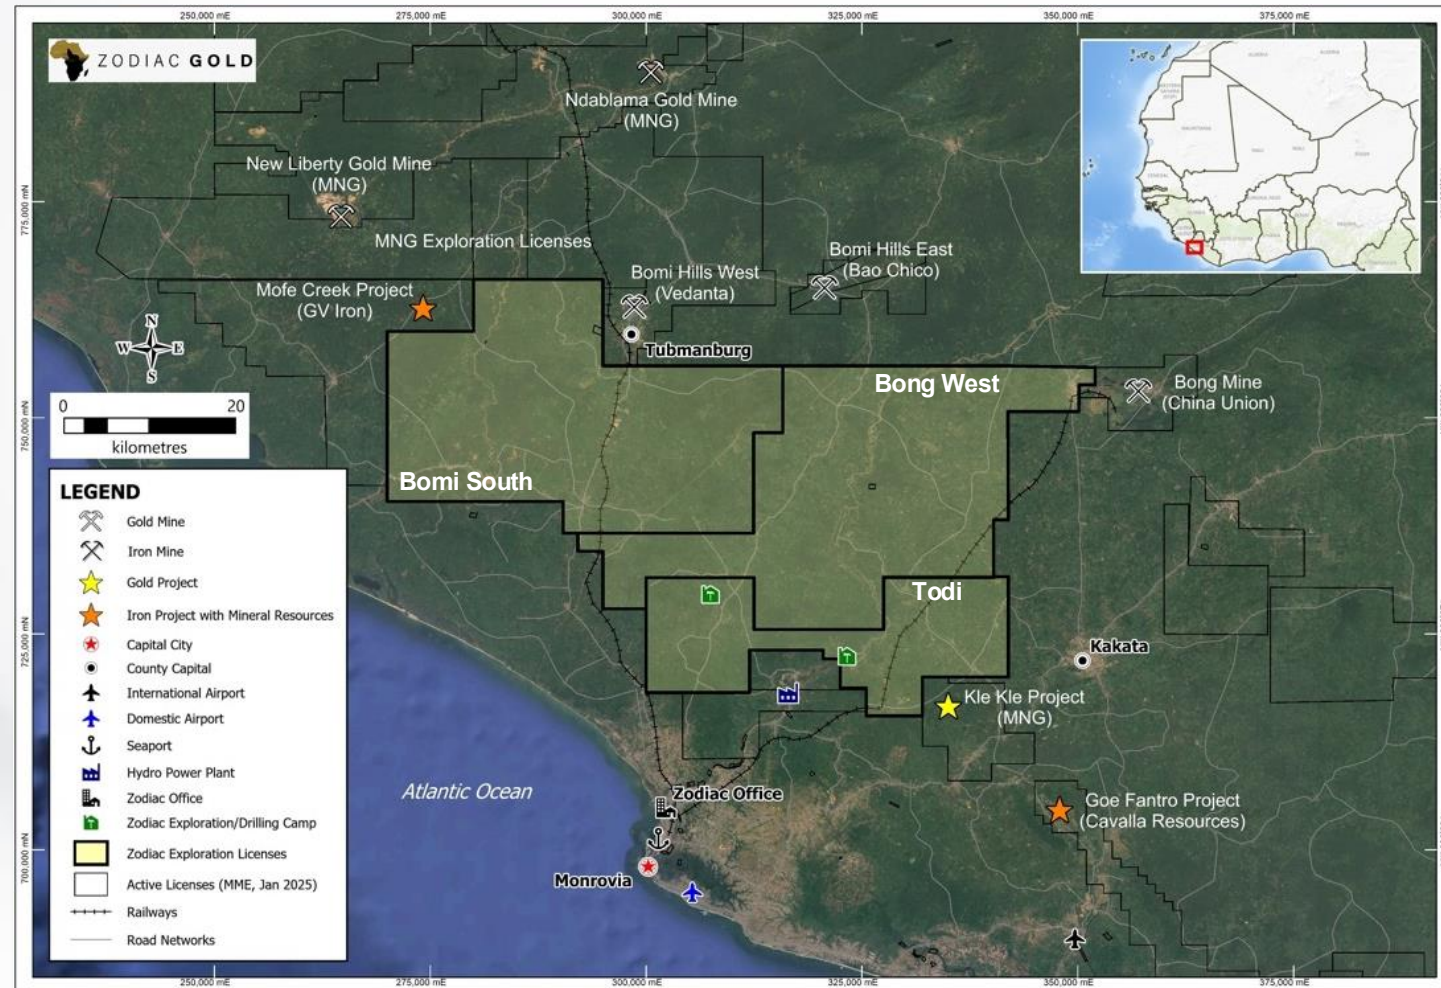 250,000 mE
275,000 mE
300,000 mE
325,000 mE
350,000 mE
375,000 mE
ZODIAC GOLD
Ndablama Gold Mine
(MNG)
New Liberty Gold Mine
(MNG)
MNG Exploration Licenses
Bomi Hills East
(Bao Chico)
Bomi Hills West
(Vedanta)
Mofe Creek Project
(GV Iron)
Tubmanburg
N
W
E
S
Bong West
Bong Mine
(China Union)
0
20
kilometres
Bomi South
Todi
Kakata
Kle Kle Project
(MNG)
Goe Fantro Project
(Cavalla Resources)
Atlantic Ocean
Zodiac Office
Monrovia
LEGEND
Gold Mine
Iron Mine
Gold Project
Iron Project with Mineral Resources
Capital City
County Capital
International Airport
Domestic Airport
Seaport
Hydro Power Plant
Zodiac Office
Zodiac Exploration/Drilling Camp
Zodiac Exploration Licenses
Active Licenses (MME, Jan 2025)
Railways
Road Networks
775,000 mN
750,000 mN
725,000 mN
700,000 mN
250,000 mE
275,000 mE
300,000 mE
325,000 mE
350,000 mE
375,000 mE